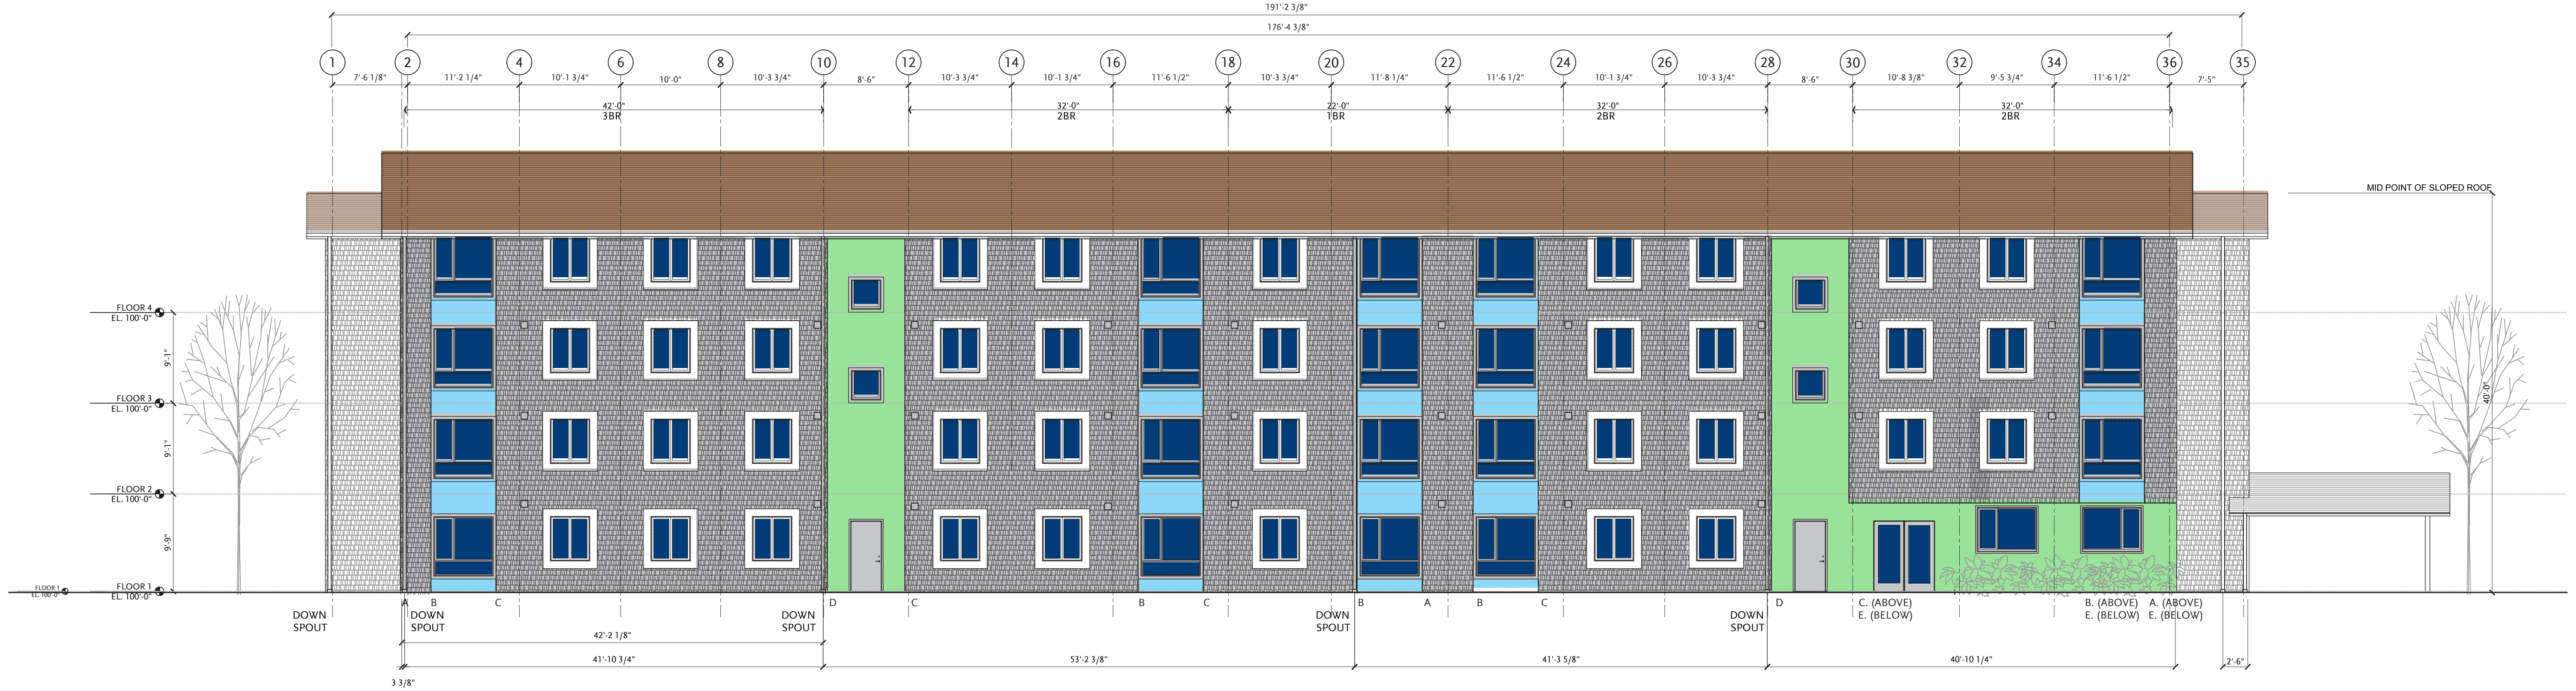 191'-2 3/8"
176'-4 3/8"
1 2 4 6 8 10 12 14 16 18 20 22 24 26 28 30 32 34 36 35
7'-6 1/8" 11'-2 1/4" 10'-1 3/4" 10'-0" 10'-3 3/4" 8'-6" 10'-3 3/4" 10'-1 3/4" 11'-6 1/2" 10'-3 3/4" 11'-8 1/4" 11'-6 1/2" 10'-1 3/4" 10'-3 3/4" 8'-6" 10'-8 3/8" 9'-5 3/4" 11'-6 1/2" 7'-5"
42'-0" 32'-0" 22'-0" 32'-0" 32'-0"
3BR 2BR 1BR 2BR 2BR
MID POINT OF SLOPED ROOF
FLOOR 4
EL. 100'-0"
9'-1"
FLOOR 3
EL. 100'-0"
40'-0"
9'-1"
FLOOR 2
EL. 100'-0"
9'-9"
FLOOR 1
EL. 100'-0"
FLOOR 1
EL. 100'-0"
A B C D C B C B A B C D C. (ABOVE) B. (ABOVE) A. (ABOVE)
E. (BELOW) E. (BELOW) E. (BELOW)
DOWN DOWN DOWN DOWN DOWN
SPOUT SPOUT SPOUT SPOUT SPOUT
42'-2 1/8"
41'-10 3/4" 53'-2 3/8" 41'-3 5/8" 40'-10 1/4" 2'-6"
3 3/8"